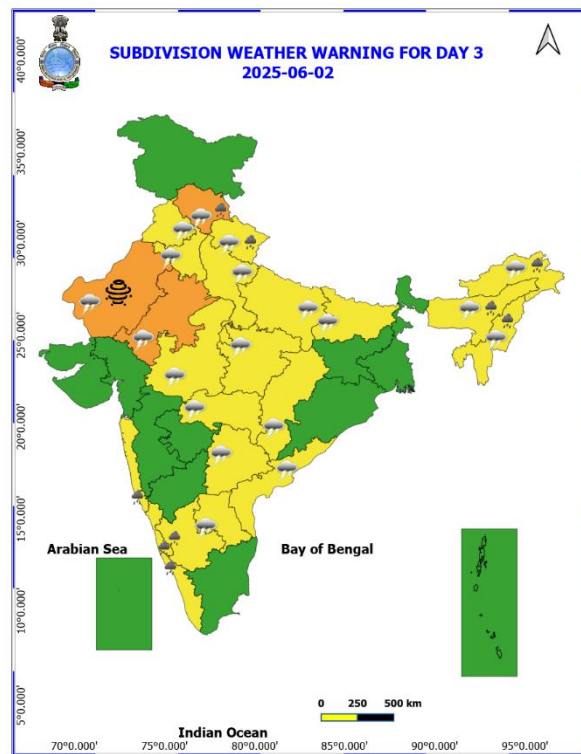 SUBDIVISION WEATHER WARNING FOR DAY 3
2025-06-02
40°0.000'
35°0.000'
30°0.000'
25°0.000'
20°0.000'
15°0.000'
10°0.000'
5°0.000'
Arabian Sea
Bay of Bengal
0 250 500 km
Indian Ocean
70°0.000' 75°0.000' 80°0.000' 85°0.000' 90°0.000' 95°0.000'